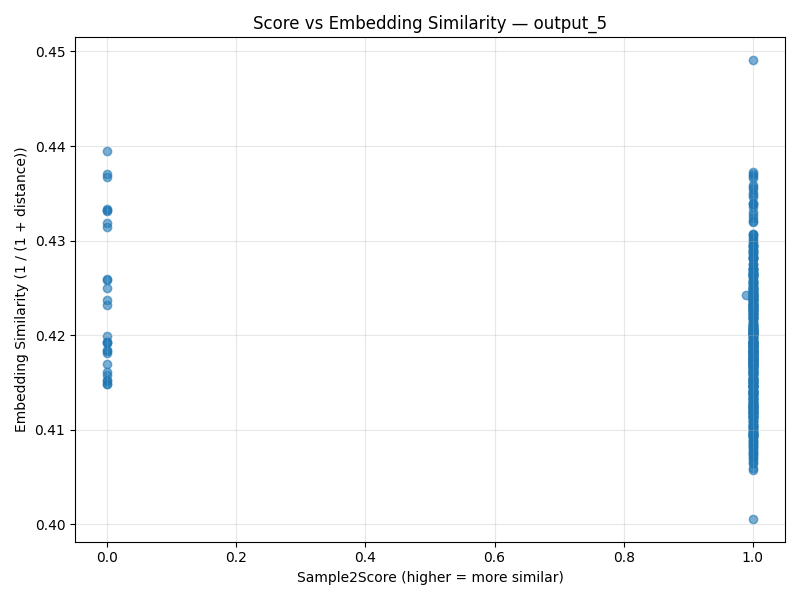 Score vs Embedding Similarity — output_5
Embedding Similarity (1 / (1 + distance))
0.45
0.44
0.43
0.42
0.41
0.40
0.0 0.2 0.4 0.6 0.8 1.0
Sample2Score (higher = more similar)